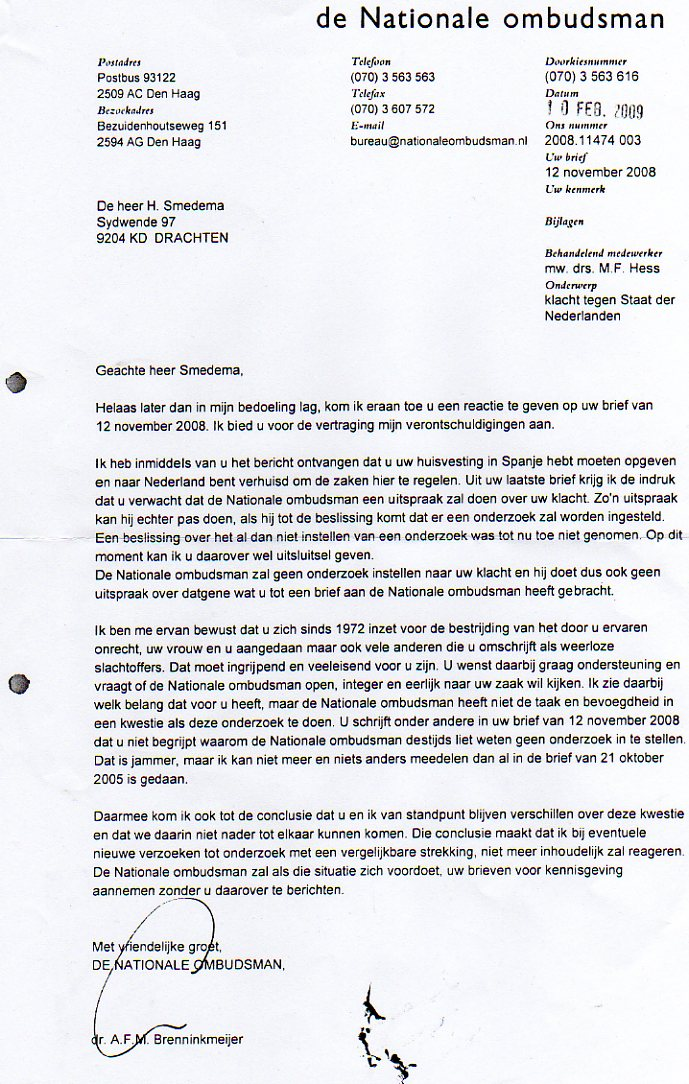 de Nationale ombudsman
Postadres
Postbus 93122
2509 AC Den Haag
Bezoekadres
Bezuidenhoutseweg 151
2594 AG Den Haag
Telefoon
(070) 3 563 563
Telefax
(070) 3 607 572
E-mail
bureau@nationaleombudsman.nl
Doorkiesnummer
(070) 3 563 616
Datum
10 FEB. 2009
Ons nummer
2008.11474 003
Uw brief
12 november 2008
Uw kenmerk
Bijlagen
Behandelend medewerker
mw. drs. M.F. Hess
Onderwerp
klacht tegen Staat der
Nederlanden
De heer H. Smedema
Sydwende 97
9204 KD DRACHTEN
Geachte heer Smedema,
Helaas later dan in mijn bedoeling lag, kom ik eraan toe u een reactie te geven op uw brief van
12 november 2008. Ik bied u voor de vertraging mijn verontschuldigingen aan.
Ik heb inmiddels van u het bericht ontvangen dat u uw huisvesting in Spanje hebt moeten opgeven
en naar Nederland bent verhuisd om de zaken hier te regelen. Uit uw laatste brief krijg ik de indruk
dat u verwacht dat de Nationale ombudsman een uitspraak zal doen over uw klacht. Zo'n uitspraak
kan hij echter pas doen, als hij tot de beslissing komt dat er een onderzoek zal worden ingesteld.
Een beslissing over het al dan niet instellen van een onderzoek was tot nu toe niet genomen. Op dit
moment kan ik u daarover wel uitsluitsel geven.
De Nationale ombudsman zal geen onderzoek instellen naar uw klacht en hij doet dus ook geen
uitspraak over datgene wat u tot een brief aan de Nationale ombudsman heeft gebracht.
Ik ben me ervan bewust dat u zich sinds 1972 inzet voor de bestrijding van het door u ervaren
onrecht, uw vrouw en u aangedaan maar ook vele anderen die u omschrijft als weerloze
slachtoffers. Dat moet ingrijpend en veeleisend voor u zijn. U wenst daarbij graag ondersteuning en
vraagt of de Nationale ombudsman open, integer en eerlijk naar uw zaak wil kijken. Ik zie daarbij
welk belang dat voor u heeft, maar de Nationale ombudsman heeft niet de taak en bevoegdheid in
een kwestie als deze onderzoek te doen. U schrijft onder andere in uw brief van 12 november 2008
dat u niet begrijpt waarom de Nationale ombudsman destijds liet weten geen onderzoek in te stellen.
Dat is jammer, maar ik kan niet meer en niets anders meedelen dan al in de brief van 21 oktober
2005 is gedaan.
Daarmee kom ik ook tot de conclusie dat u en ik van standpunt blijven verschillen over deze kwestie
en dat we daarin niet nader tot elkaar kunnen komen. Die conclusie maakt dat ik bij eventuele
nieuwe verzoeken tot onderzoek met een vergelijkbare strekking, niet meer inhoudelijk zal reageren.
De Nationale ombudsman zal als die situatie zich voordoet, uw brieven voor kennisgeving
aannemen zonder u daarover te berichten.
Met vriendelijke groet,
DE NATIONALE OMBUDSMAN,
dr. A.F.M. Brenninkmeijer